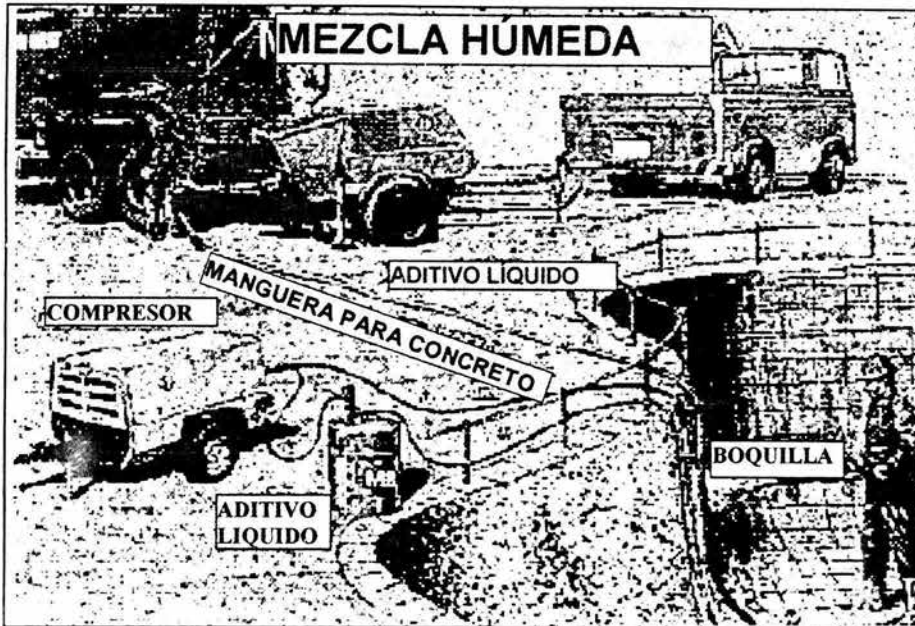 MEZCLA HÚMEDA
ADITIVO LÍQUIDO
MANGUERA PARA CONCRETO
COMPRESOR
BOQUILLA
ADITIVO
LIQUIDO